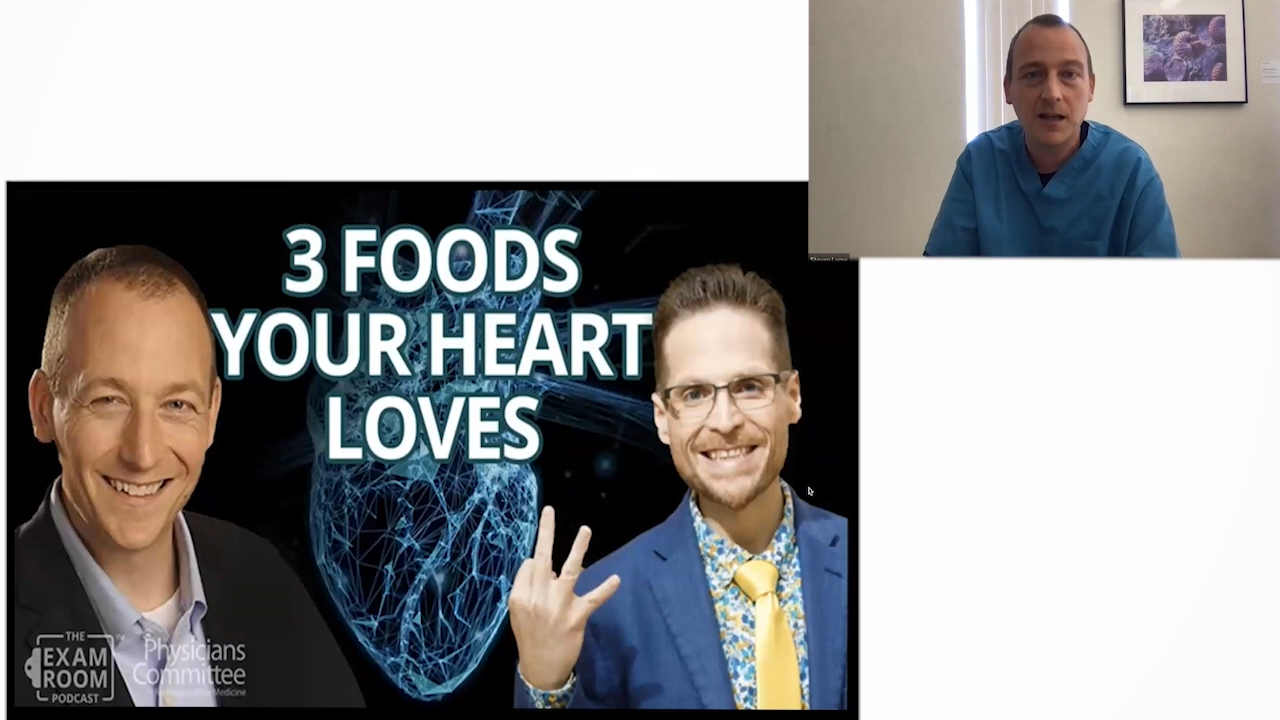 3 FOODS
YOUR HEART
LOVES
THE
EXAM
ROOM
PODCAST
Physicians
Committee